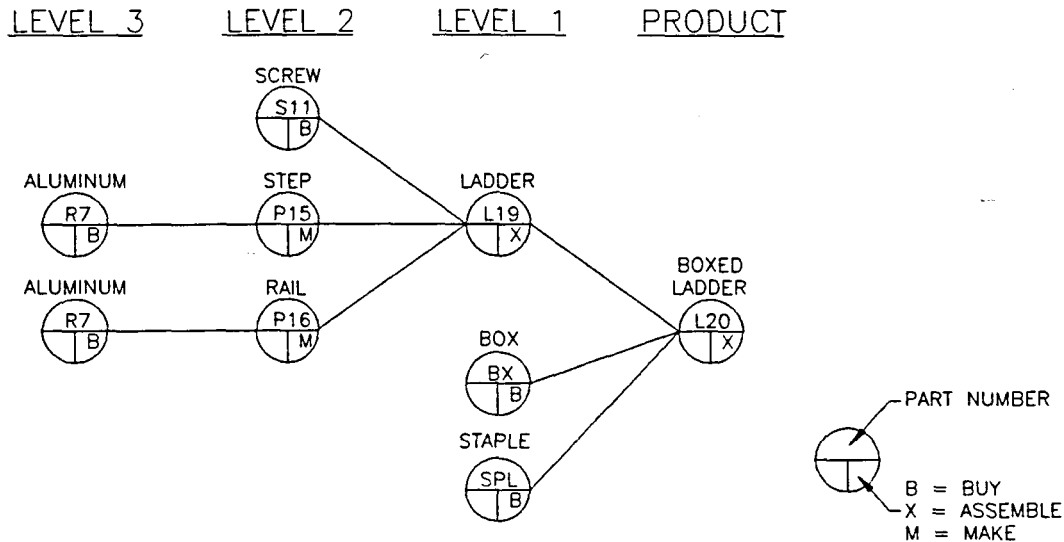 LEVEL 3 LEVEL 2 LEVEL 1 PRODUCT
SCREW
S11
B
ALUMINUM STEP LADDER
R7 P15 L19
B M X
ALUMINUM RAIL BOXED
LADDER
R7 P16 L20
B M X
BOX
BX
B
STAPLE
SPL
B
PART NUMBER
B = BUY
X = ASSEMBLE
M = MAKE